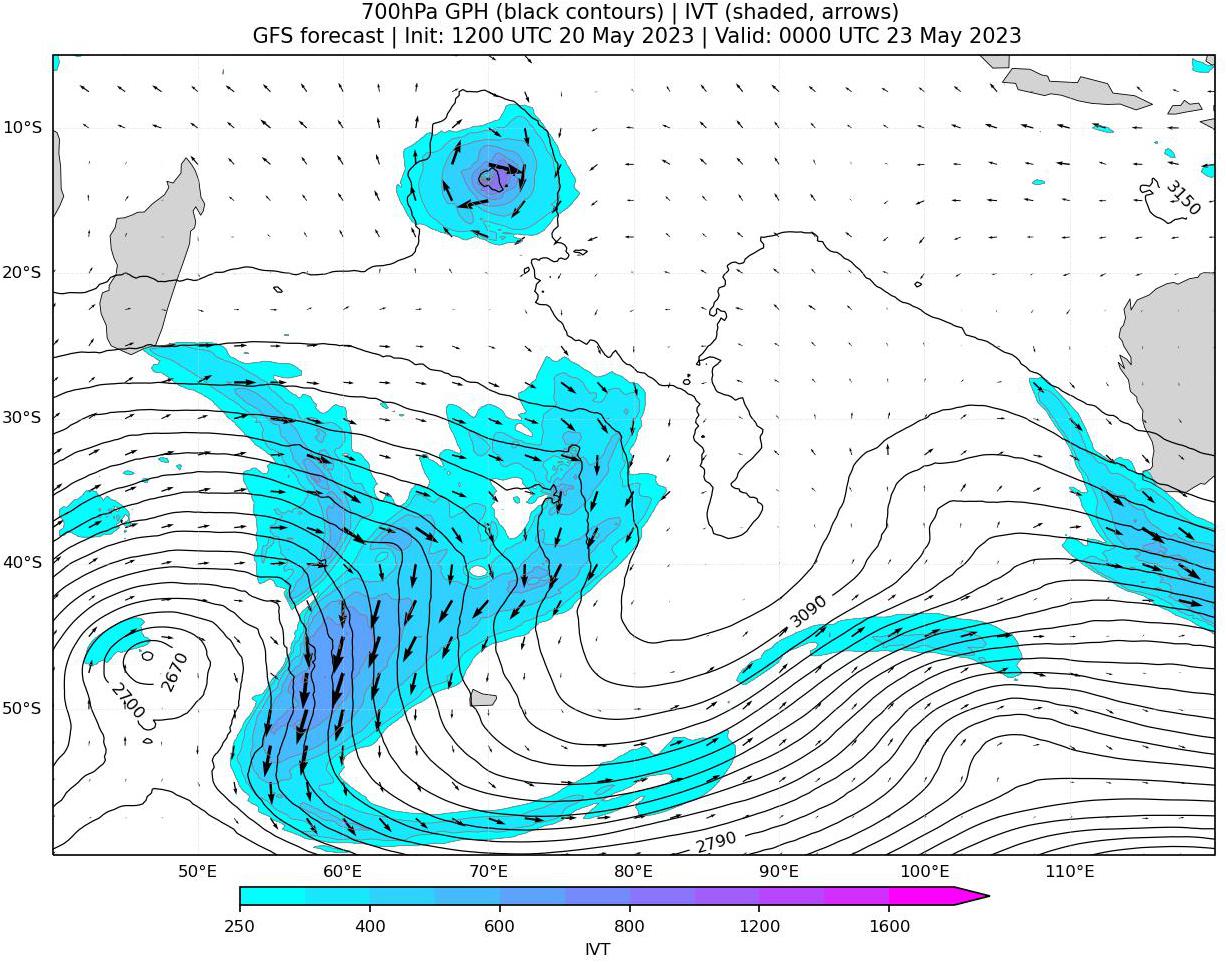 700hPa GPH (black contours) | IVT (shaded, arrows)
GFS forecast | Init: 1200 UTC 20 May 2023 | Valid: 0000 UTC 23 May 2023
10°S
3150
20°S
30°S
40°S
3090
2670
2700
50°S
2790
50°E 60°E 70°E 80°E 90°E 100°E 110°E
250 400 600 800 1200 1600
IVT